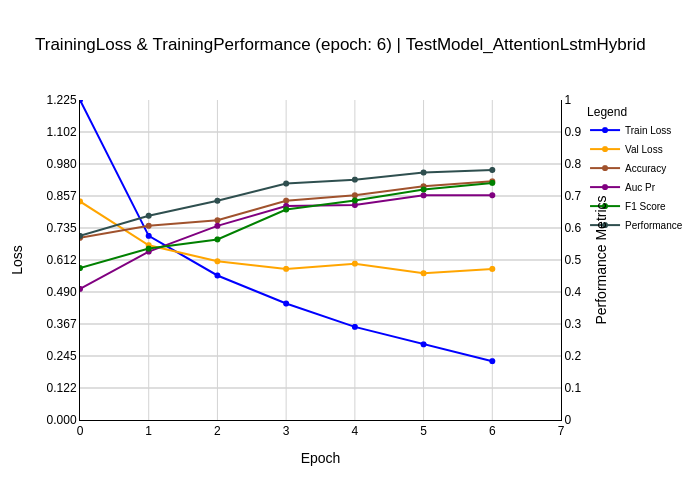 TrainingLoss & TrainingPerformance (epoch: 6) | TestModel_AttentionLstmHybrid
1.225
1.102
0.980
0.857
0.735
0.612
0.490
0.367
0.245
0.122
0.000
Loss
0 1 2 3 4 5 6 7
Epoch
1
0.9
0.8
0.7
0.6
0.5
0.4
0.3
0.2
0.1
0
Performance Metrics
Legend
Train Loss
Val Loss
Accuracy
Auc Pr
F1 Score
Performance